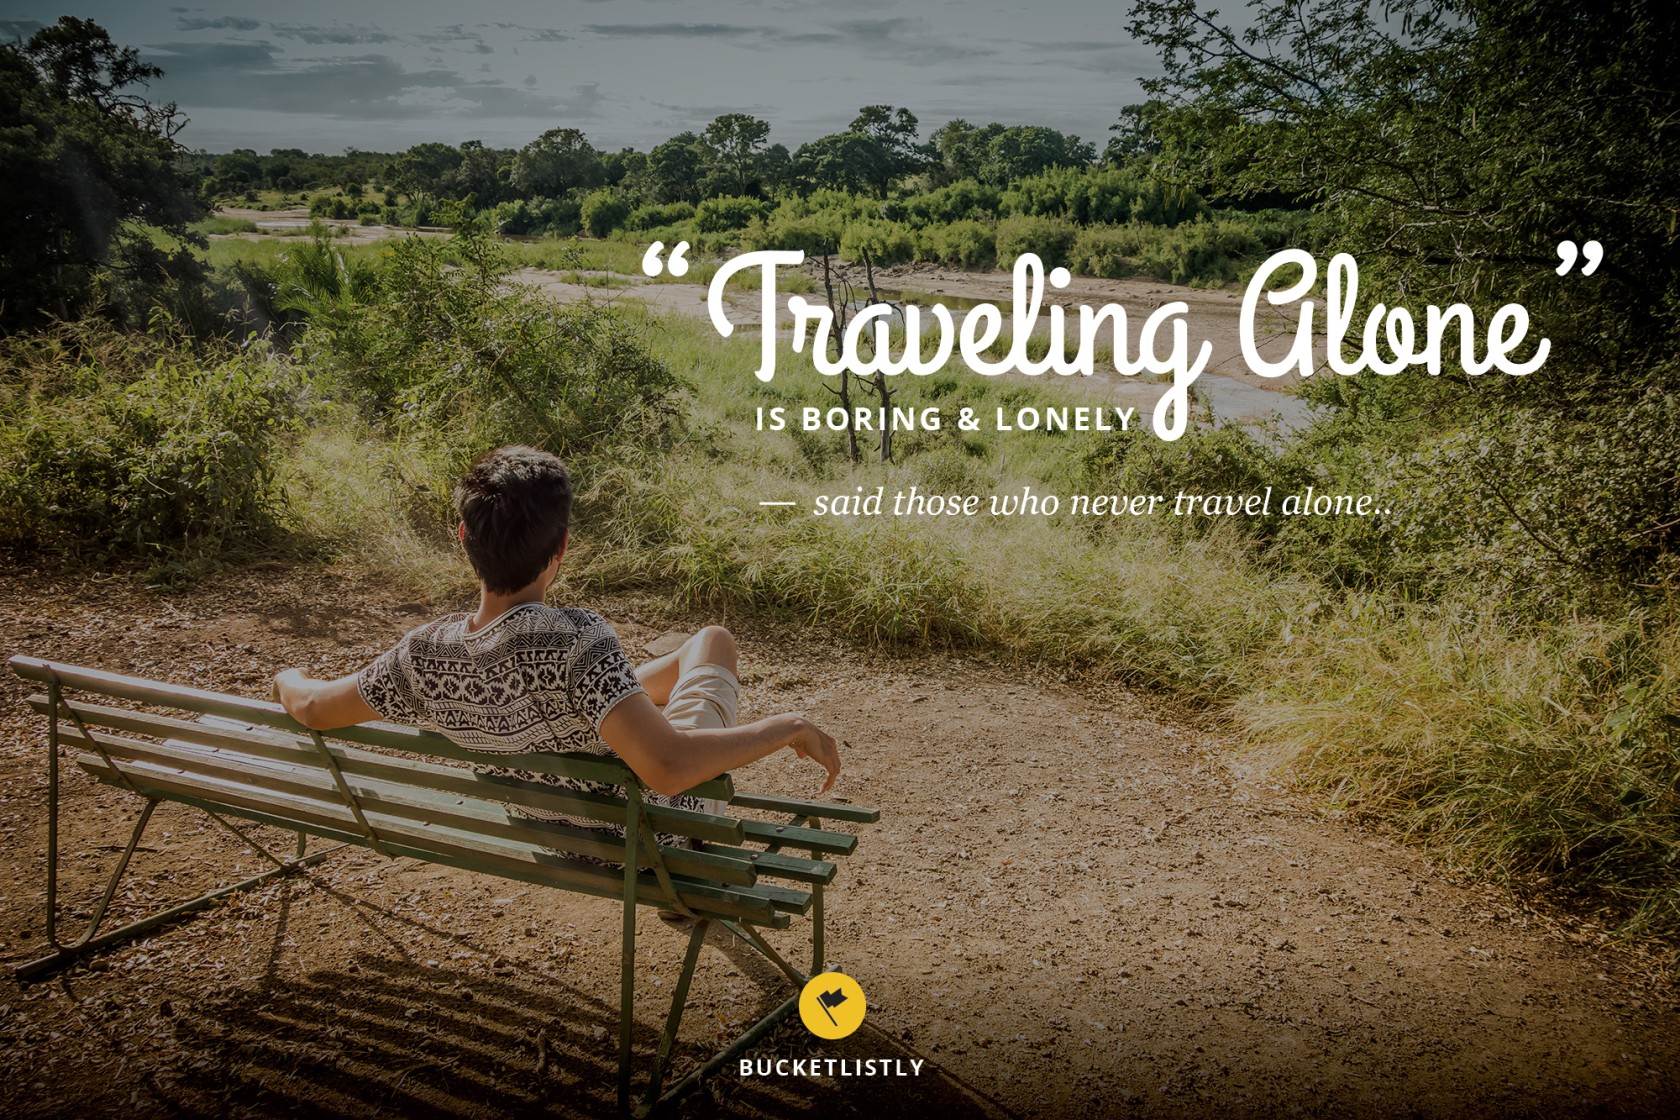 “Traveling Alone”
IS BORING & LONELY
— said those who never travel alone..
BUCKETLISTLY